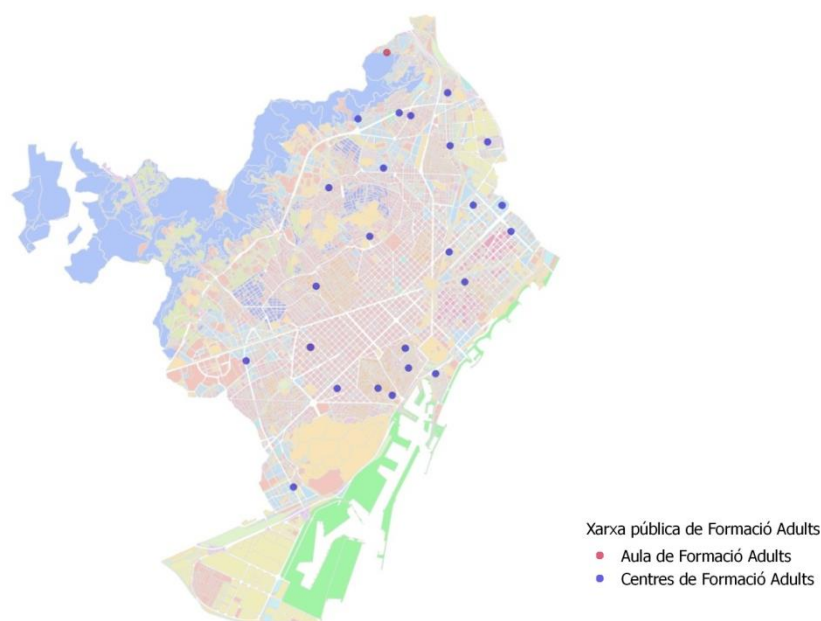 Xarxa pública de Formació Adults
Aula de Formació Adults
Centres de Formació Adults